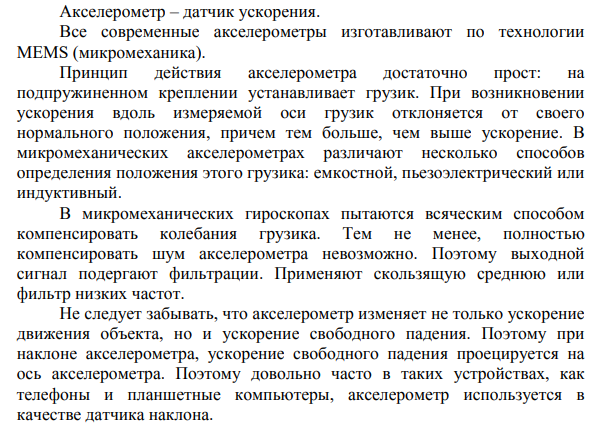 Акселерометр – датчик ускорения.
Все современные акселерометры изготавливают по технологии
MEMS (микромеханика).
Принцип действия акселерометра достаточно прост: на
подпружиненном креплении устанавливает грузик. При возникновении
ускорения вдоль измеряемой оси грузик отклоняется от своего
нормального положения, причем тем больше, чем выше ускорение. В
микромеханических акселерометрах различают несколько способов
определения положения этого грузика: емкостной, пьезоэлектрический или
индуктивный.
В микромеханических гироскопах пытаются всяческим способом
компенсировать колебания грузика. Тем не менее, полностью
компенсировать шум акселерометра невозможно. Поэтому выходной
сигнал подергают фильтрации. Применяют скользящую среднюю или
фильтр низких частот.
Не следует забывать, что акселерометр изменяет не только ускорение
движения объекта, но и ускорение свободного падения. Поэтому при
наклоне акселерометра, ускорение свободного падения проецируется на
ось акселерометра. Поэтому довольно часто в таких устройствах, как
телефоны и планшетные компьютеры, акселерометр используется в
качестве датчика наклона.